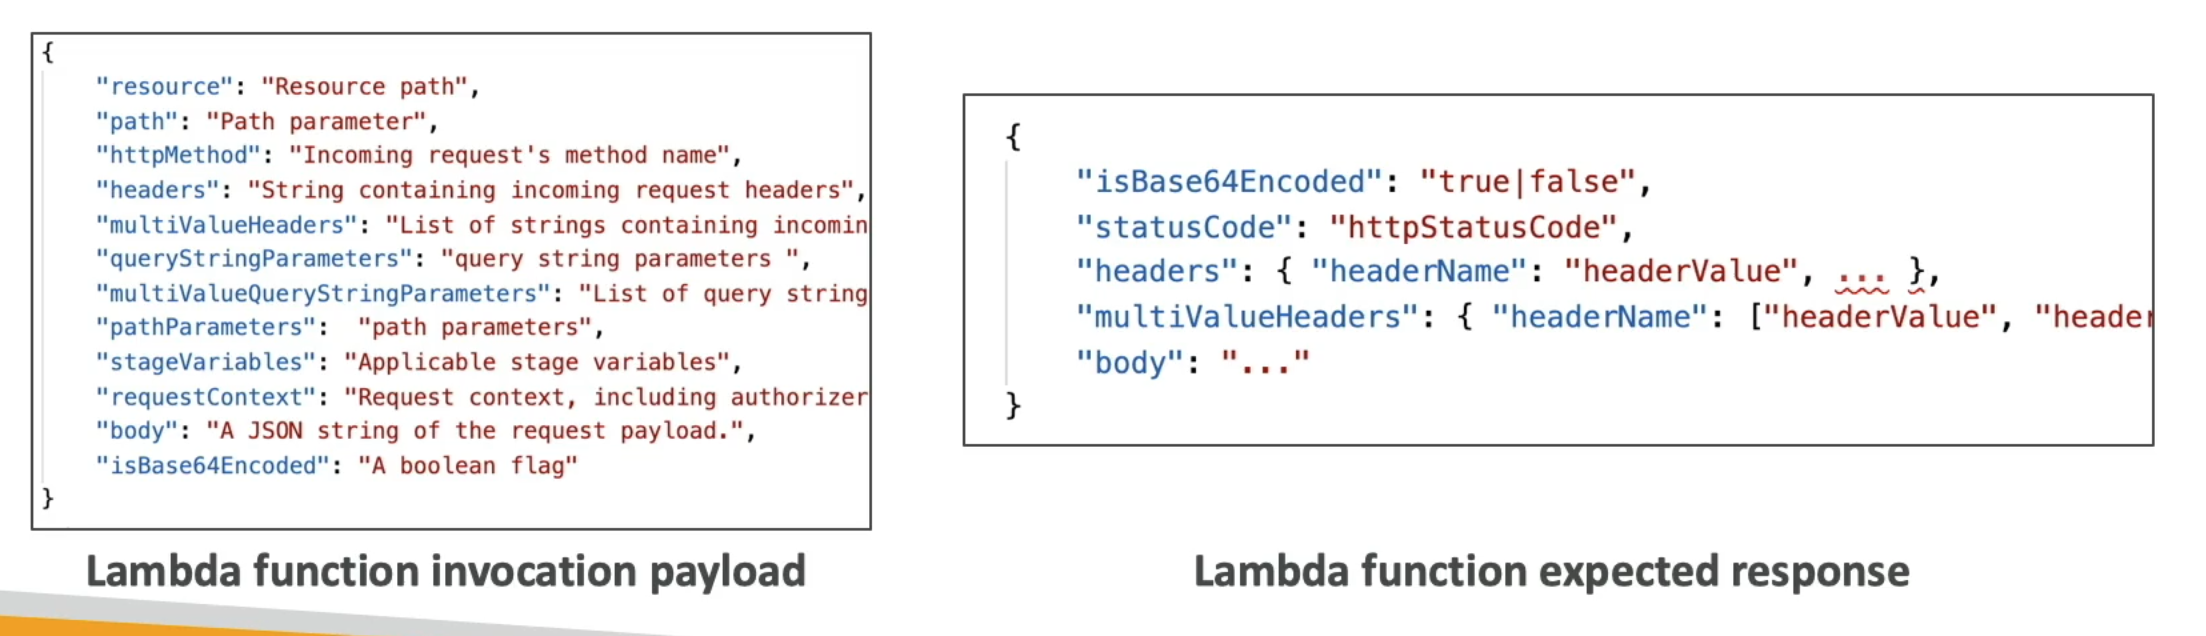 {
"resource": "Resource path",
"path": "Path parameter",
"httpMethod": "Incoming request's method name",
"headers": "String containing incoming request headers",
"multiValueHeaders": "List of strings containing
"queryStringParameters": "query string parameters ",
"multiValueQueryStringParameters": "List of query string
"pathParameters":  "path parameters",
"stageVariables": "Applicable stage variables",
"requestContext": "Request context, including authorizer
"body": "A JSON string of the request payload.",
"isBase64Encoded": "A boolean flag"
}
Lambda function invocation payload
{
"isBase64Encoded": "true|false",
"statusCode": "httpStatusCode",
"headers": { "headerName": "headerValue", ... },
"multiValueHeaders": { "headerName": ["headerValue",
"body": "..."
}
Lambda function expected response